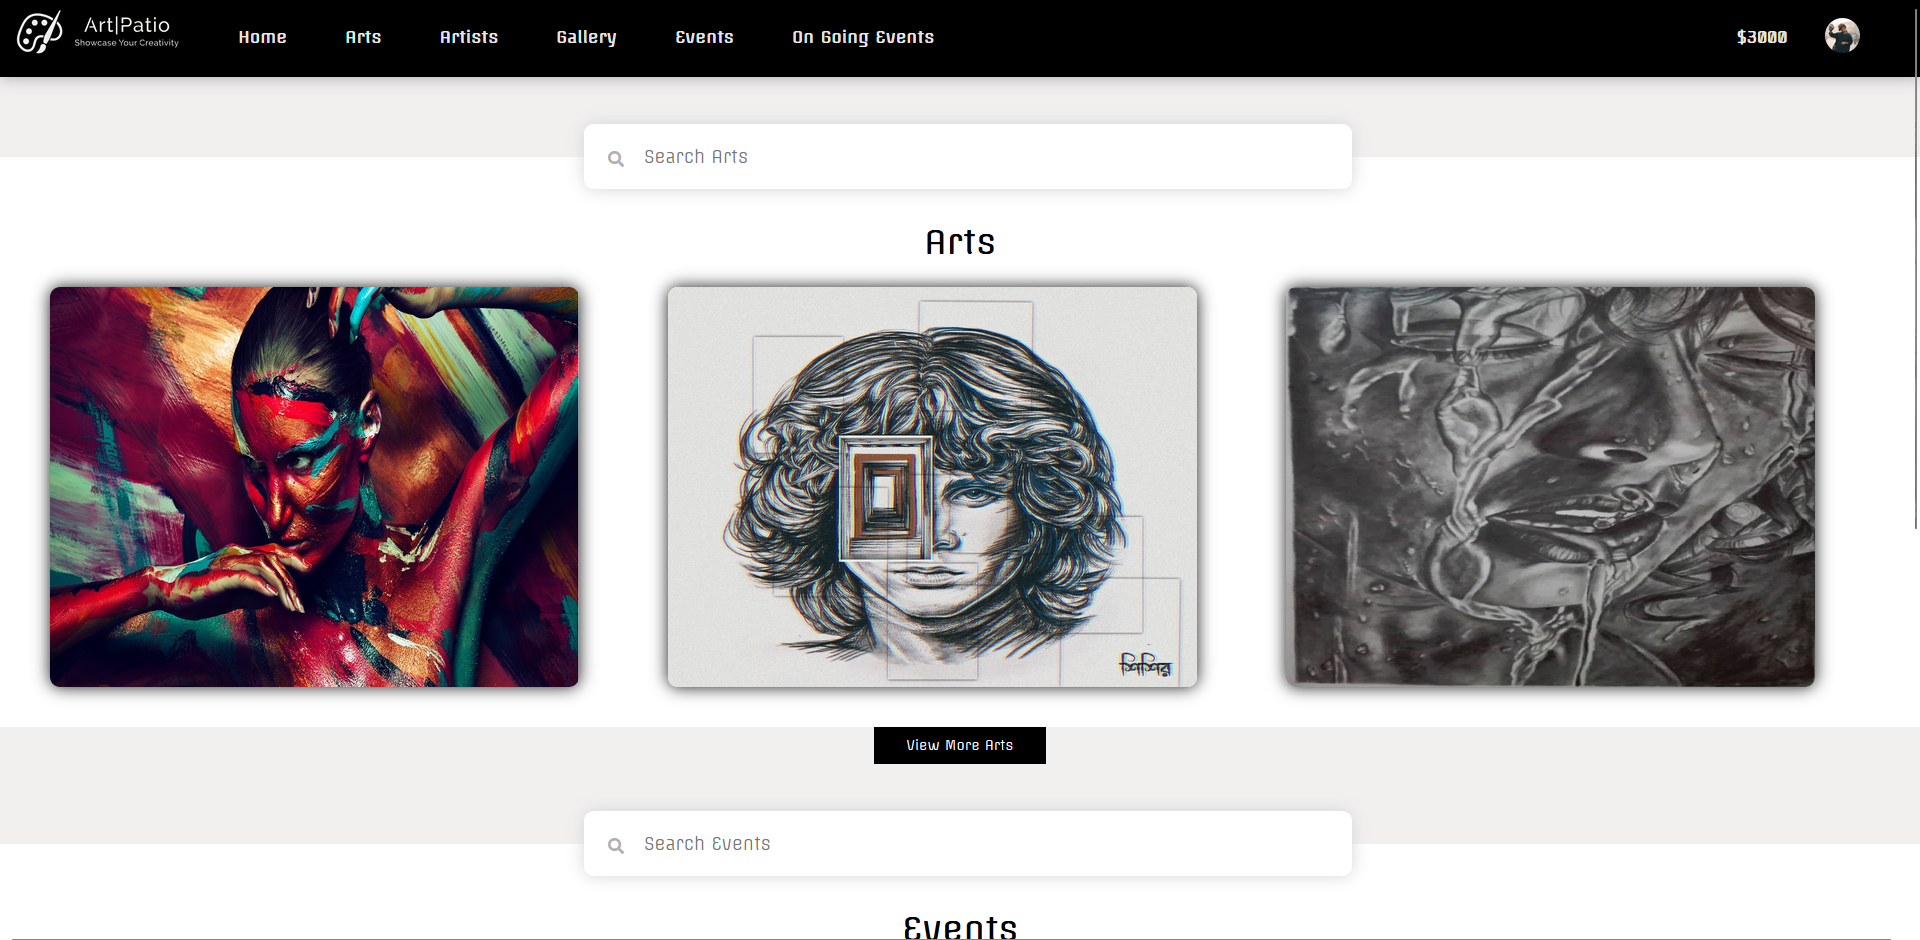 Art|Patio
Showcase Your Creativity
Home Arts Artists Gallery Events On Going Events $3000
Search Arts
Arts
শিশির
View More Arts
Search Events
Events